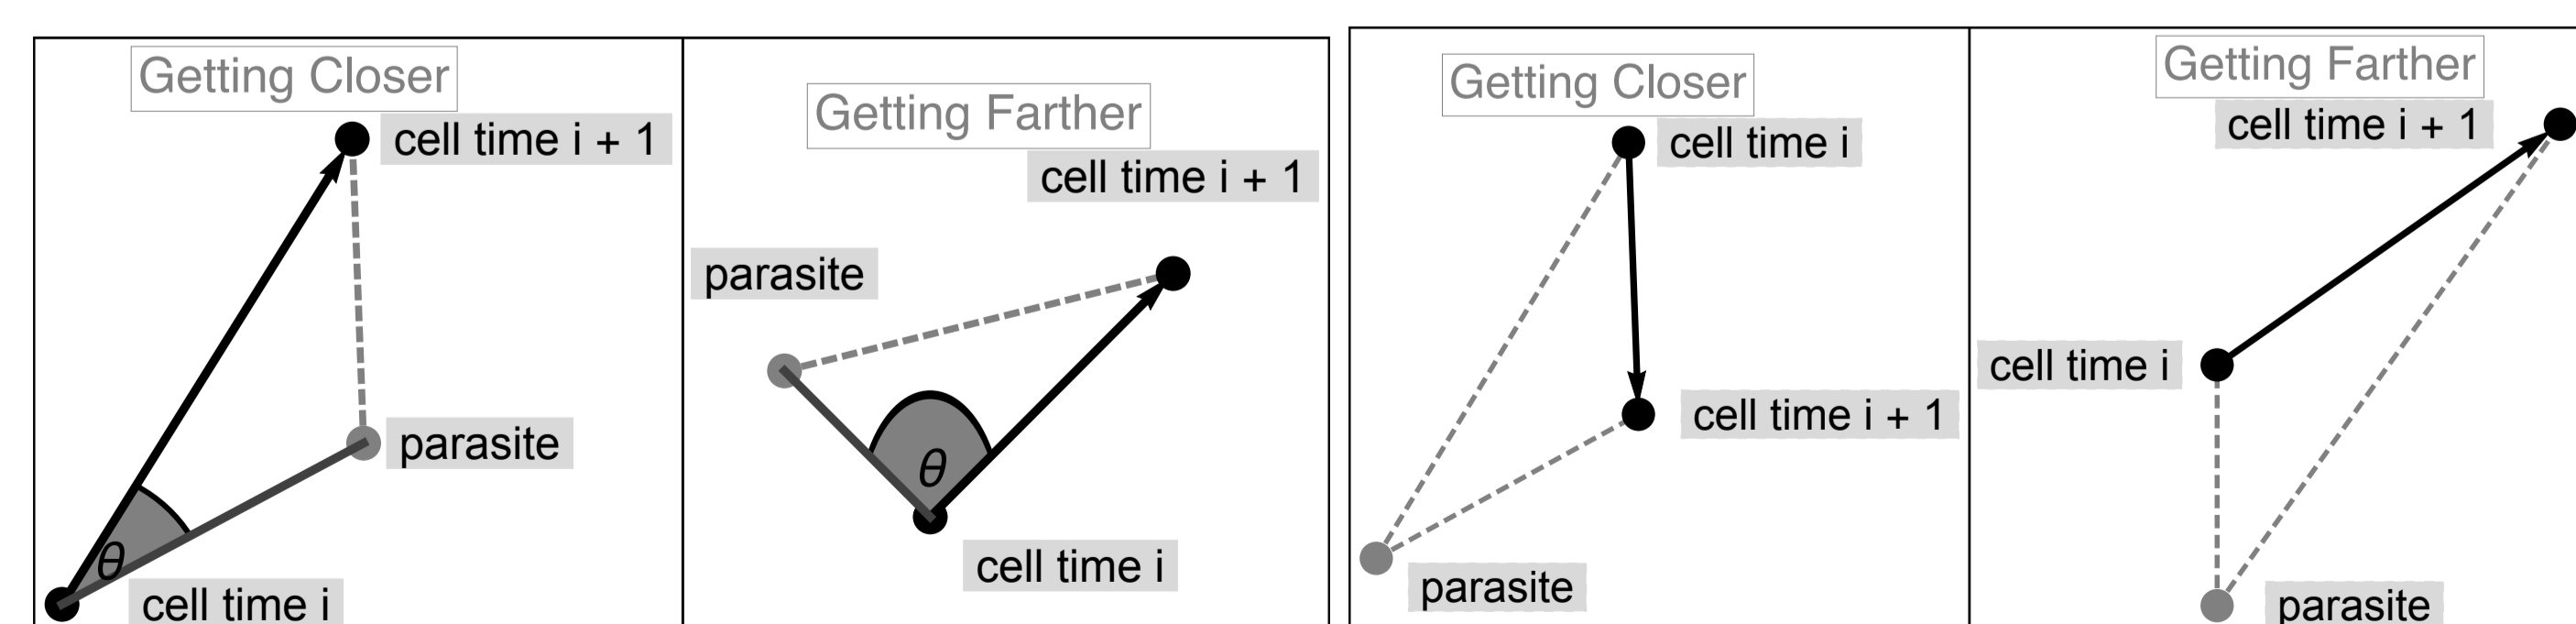 Getting Closer
cell time i + 1
parasite
θ
cell time i
Getting Farther
cell time i + 1
parasite
θ
cell time i
Getting Closer
cell time i
cell time i + 1
parasite
Getting Farther
cell time i + 1
cell time i
parasite